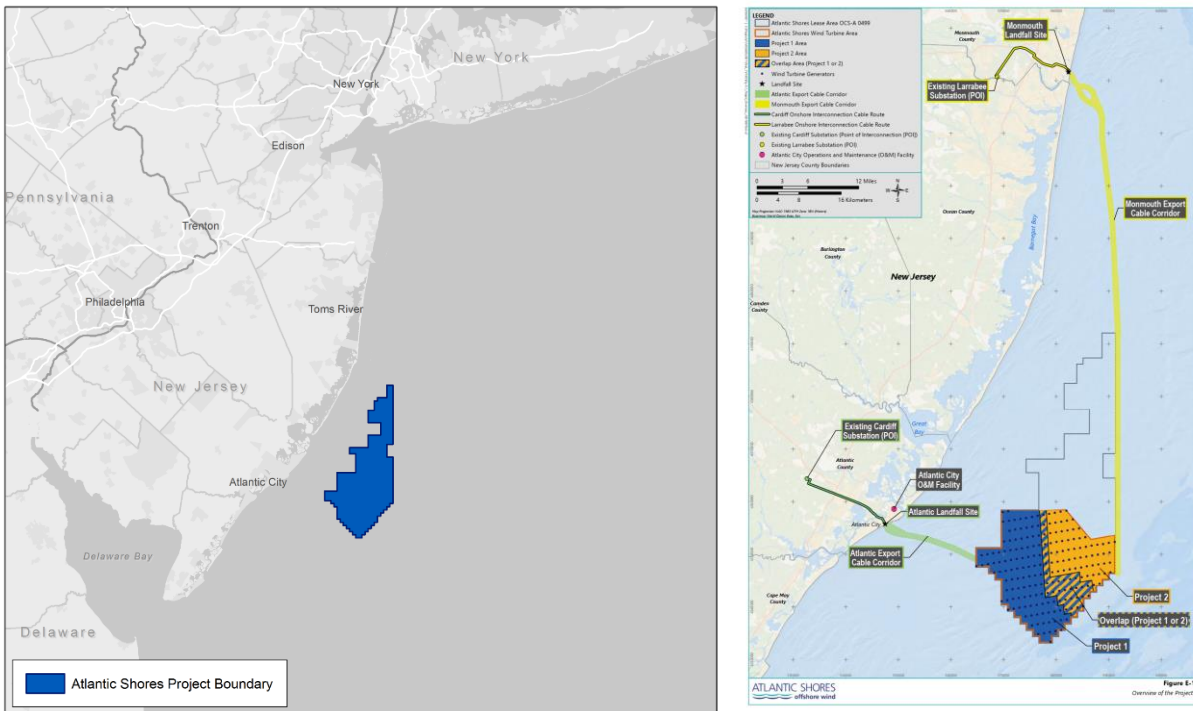 New York
New York
Edison
Pennsylvania
Trenton
Philadelphia
Toms River
New Jersey
Atlantic City
Delaware Bay
Delaware
Atlantic Shores Project Boundary
LEGEND
Atlantic Shores Lease Area OCS-A 0499
Atlantic Shores Wind Turbine Area
Project 1 Area
Project 2 Area
Overlap Area (Project 1 or 2)
Wind Turbine Generators
Landfall Site
Atlantic Export Cable Corridor
Monmouth Export Cable Corridor
Cardiff Onshore Interconnection Cable Route
Larrabee Onshore Interconnection Cable Route
Existing Cardiff Substation (Point of Interconnection [POI])
Existing Larrabee Substation (POI)
Atlantic City Operations and Maintenance (O&M) Facility
New Jersey County Boundaries
0 3 6 12 Miles
0 4 8 16 Kilometers
N
W E
S
Monmouth
County
Monmouth
Landfall Site
Existing Larrabee
Substation (POI)
Monmouth Export
Cable Corridor
Ocean County
Barnegat Bay
Burlington
County
New Jersey
Camden
County
Great
Bay
Existing Cardiff
Substation (POI)
Atlantic
County
Atlantic City
O&M Facility
Atlantic Landfall Site
Atlantic City
Atlantic Export
Cable Corridor
Cape May
County
Project 2
Overlap (Project 1 or 2)
Project 1
ATLANTIC SHORES
offshore wind
Figure E-1
Overview of the Project